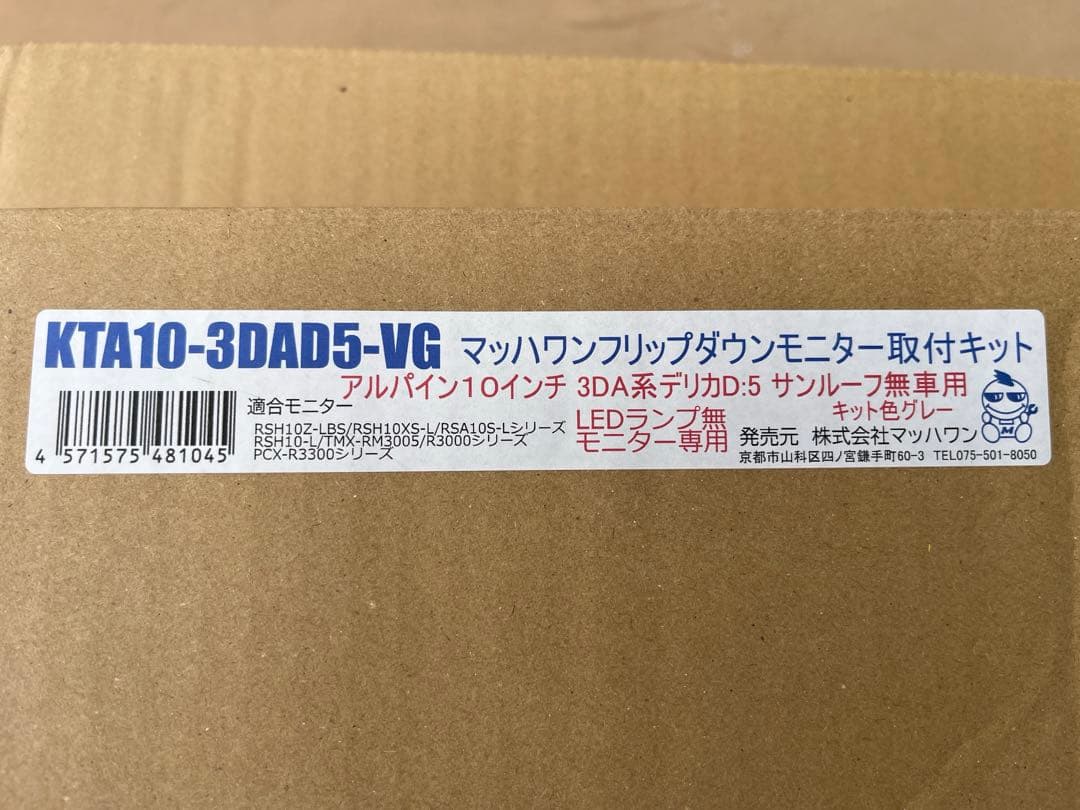 KTA10-3DAD5-VG マッハワンフリップダウンモニター取付キット
アルパイン10インチ 3DA系デリカD:5 サンルーフ無車用
適合モニター
RSH10Z-LBS/RSH10XS-L/RSA10S-Lシリーズ
RSH10-L/TMX-RM3005/R3000シリーズ
PCX-R3300シリーズ
LEDランプ無
モニター専用
キット色グレー
発売元 株式会社マッハワン
京都市山科区四ノ宮鎌手町60-3 TEL075-501-8050
4 571575 481045
M